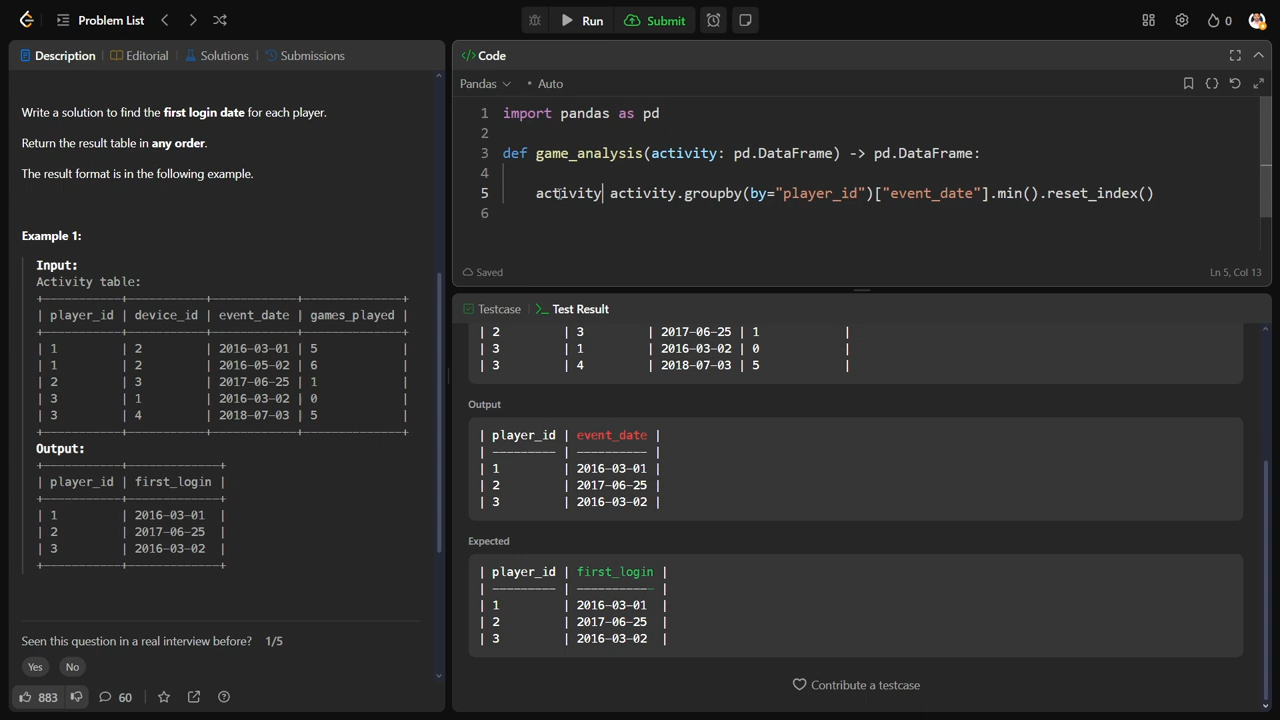 Problem List
Run
Submit
0
Description
Editorial
Solutions
Submissions
Write a solution to find the first login date for each player.
Return the result table in any order.
The result format is in the following example.
Example 1:
Input:
Activity table:
+-----------+-----------+------------+--------------+
| player_id | device_id | event_date | games_played |
+-----------+-----------+------------+--------------+
| 1 | 2 | 2016-03-01 | 5 |
| 1 | 2 | 2016-05-02 | 6 |
| 2 | 3 | 2017-06-25 | 1 |
| 3 | 1 | 2016-03-02 | 0 |
| 3 | 4 | 2018-07-03 | 5 |
+-----------+-----------+------------+--------------+
Output:
+-----------+-------------+
| player_id | first_login |
+-----------+-------------+
| 1 | 2016-03-01 |
| 2 | 2017-06-25 |
| 3 | 2016-03-02 |
+-----------+-------------+
Seen this question in a real interview before? 1/5
Yes
No
883
60
</> Code
Pandas
• Auto
1 import pandas as pd
2
3 def game_analysis(activity: pd.DataFrame) -> pd.DataFrame:
4
5 activity activity.groupby(by="player_id")["event_date"].min().reset_index()
6
Saved
Ln 5, Col 13
Testcase
>_ Test Result
| 2 | 3 | 2017-06-25 | 1 |
| 3 | 1 | 2016-03-02 | 0 |
| 3 | 4 | 2018-07-03 | 5 |
Output
| player_id | event_date |
| --------- | ---------- |
| 1 | 2016-03-01 |
| 2 | 2017-06-25 |
| 3 | 2016-03-02 |
Expected
| player_id | first_login |
| --------- | ----------- |
| 1 | 2016-03-01 |
| 2 | 2017-06-25 |
| 3 | 2016-03-02 |
Contribute a testcase